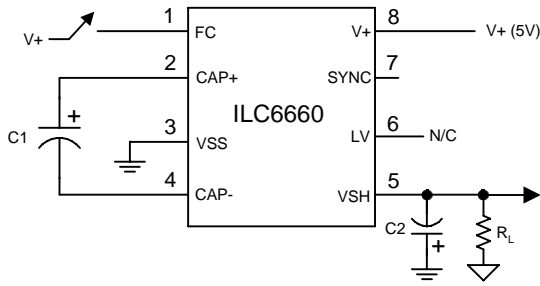 1
8
V+
FC
V+
V+ (5V)
2
7
CAP+
SYNC
ILC6660
C1
+
3
6
VSS
LV
N/C
4
5
CAP-
VSH
C2
+
RL